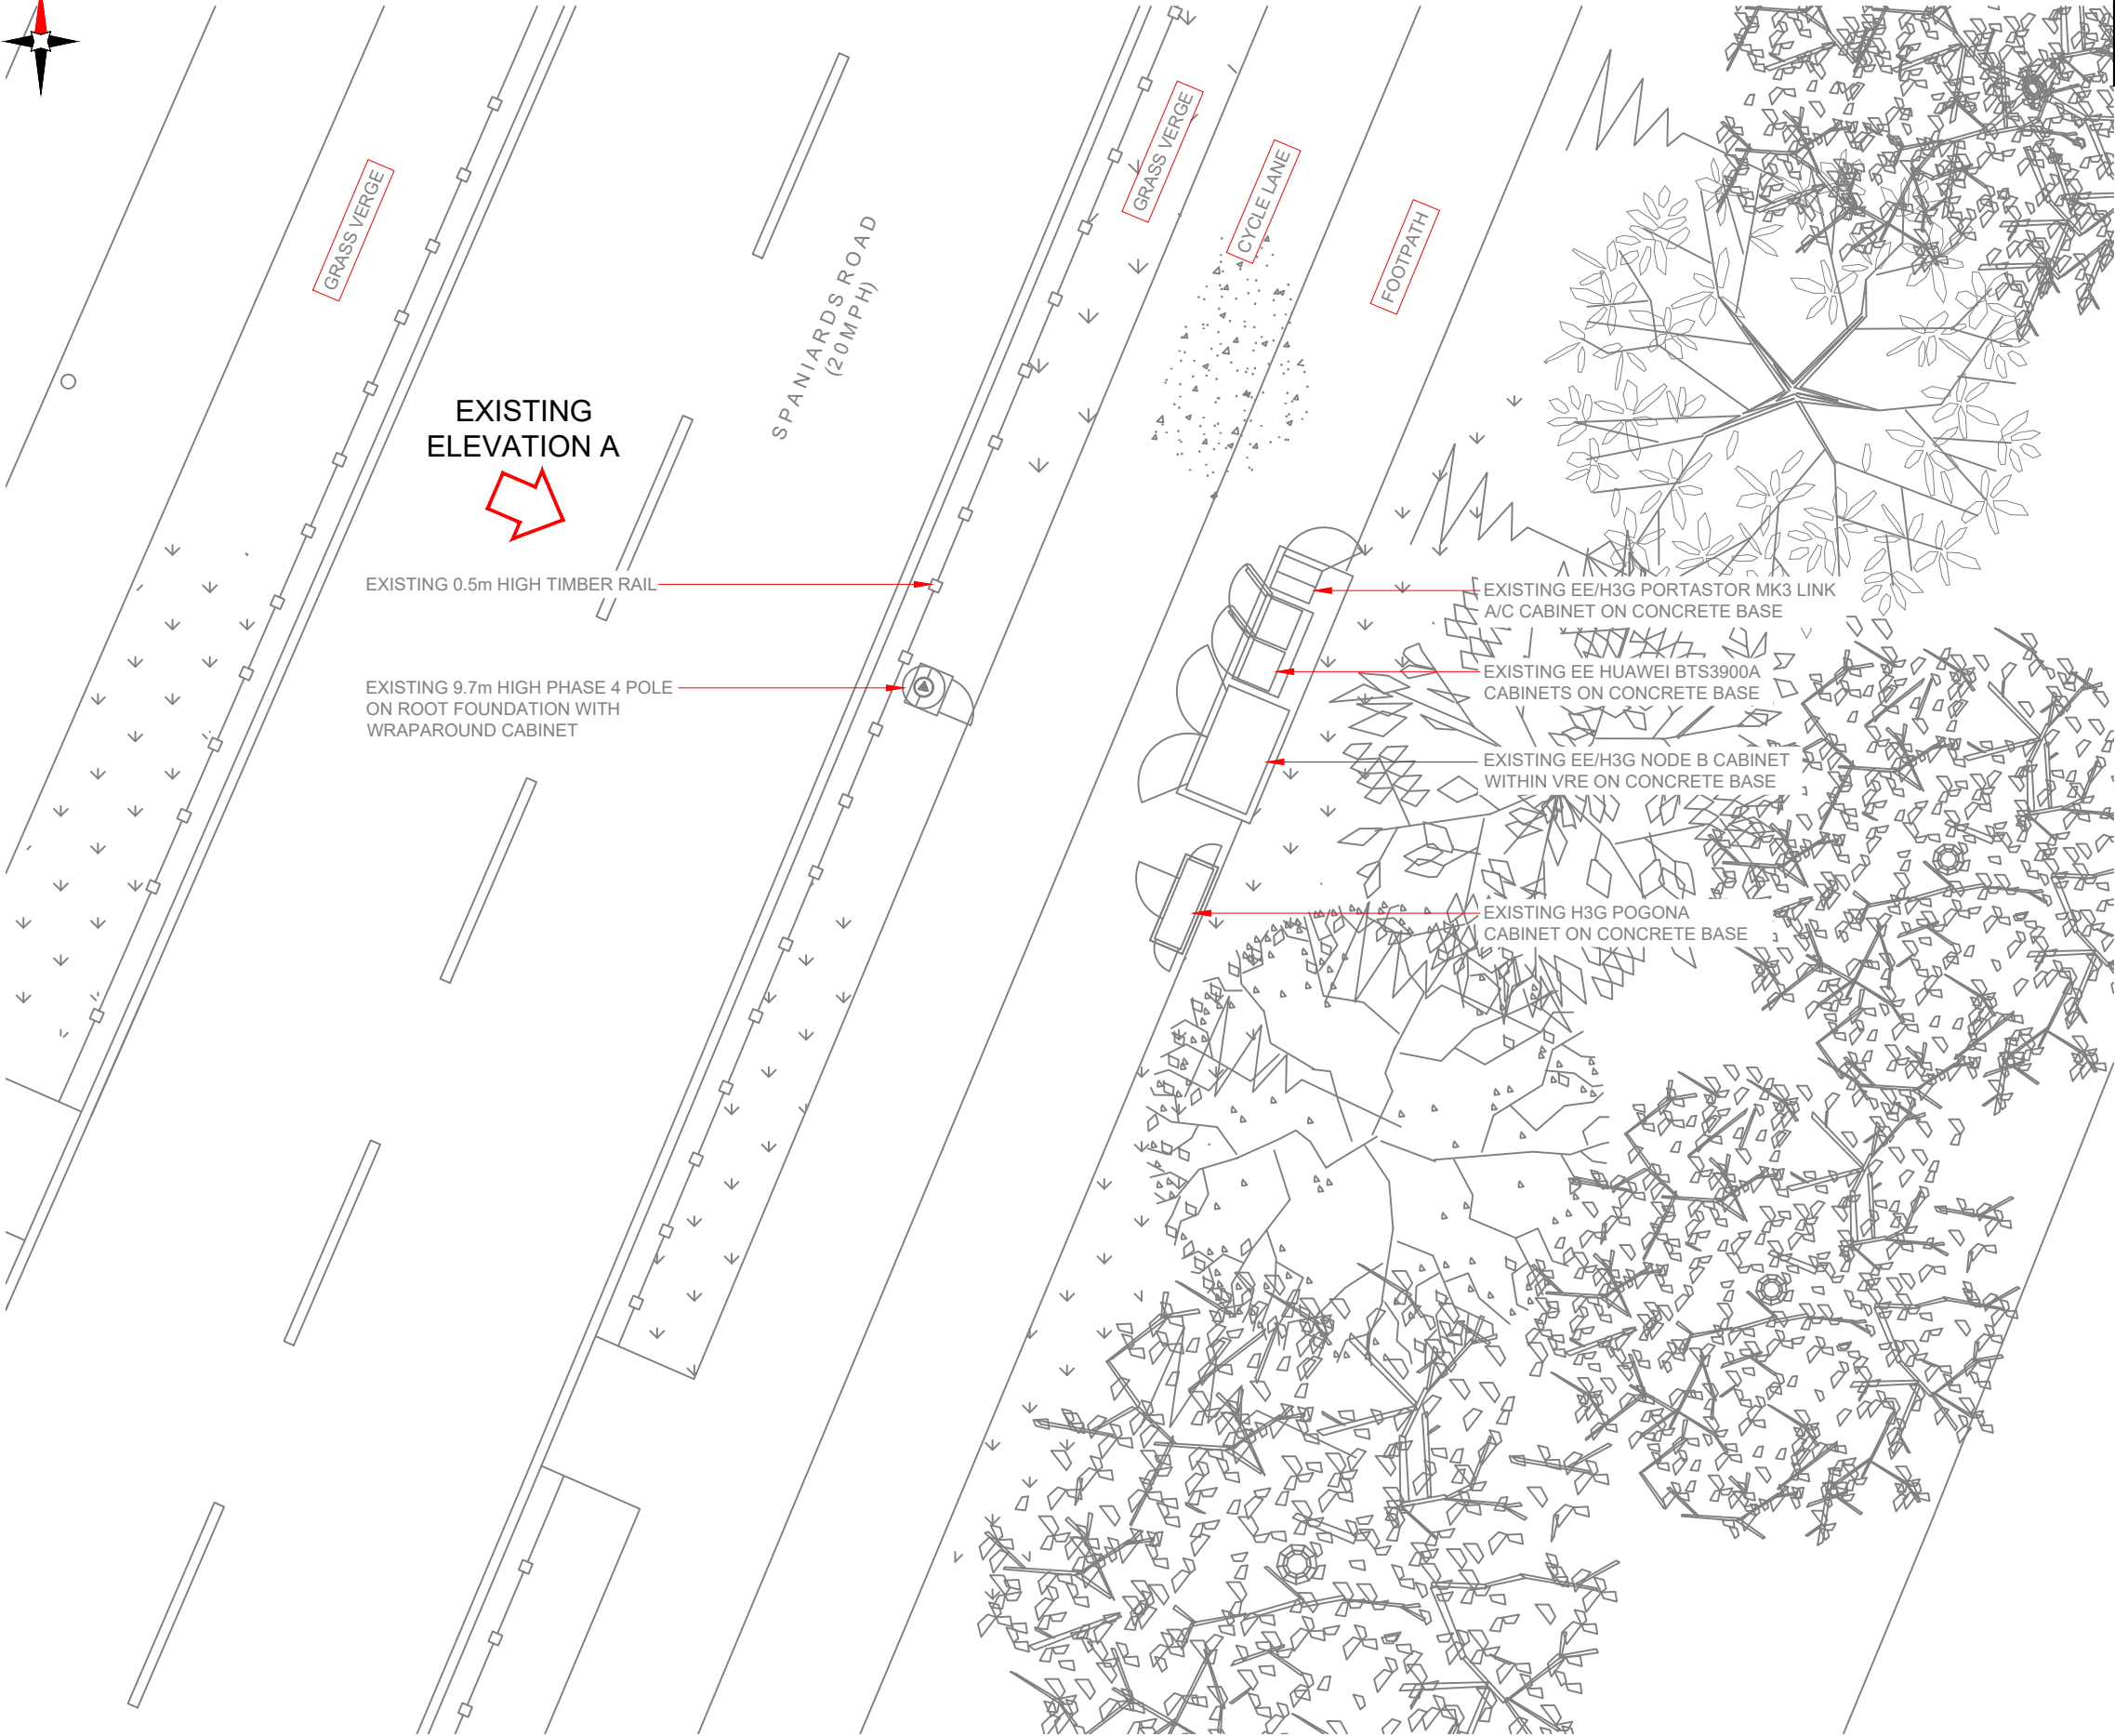 GRASS VERGE
GRASS VERGE
CYCLE LANE
FOOTPATH
SPANIARDS ROAD
(20MPH)
EXISTING
ELEVATION A
EXISTING 0.5m HIGH TIMBER RAIL
EXISTING 9.7m HIGH PHASE 4 POLE
ON ROOT FOUNDATION WITH
WRAPAROUND CABINET
EXISTING EE/H3G PORTASTOR MK3 LINK
A/C CABINET ON CONCRETE BASE
EXISTING EE HUAWEI BTS3900A
CABINETS ON CONCRETE BASE
EXISTING EE/H3G NODE B CABINET
WITHIN VRE ON CONCRETE BASE
EXISTING H3G POGONA
CABINET ON CONCRETE BASE